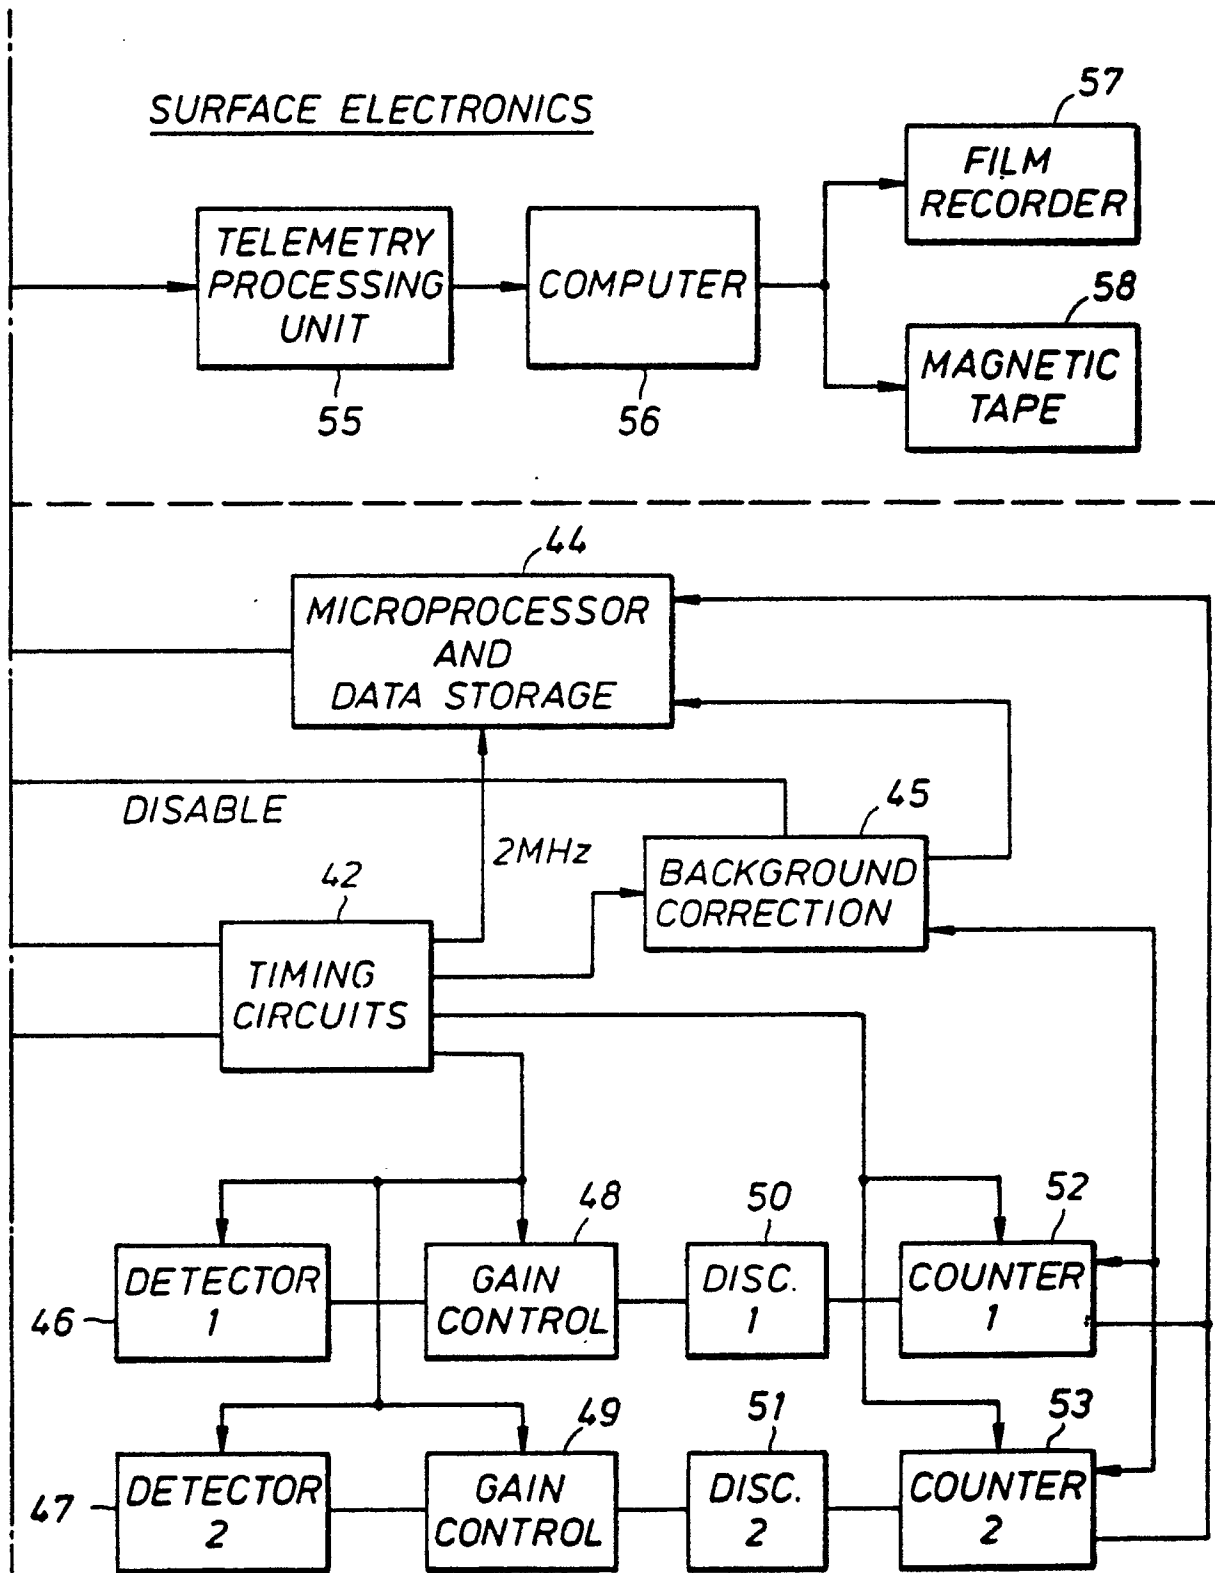 SURFACE ELECTRONICS
57
FILM
RECORDER
TELEMETRY
PROCESSING
UNIT
55
COMPUTER
56
58
MAGNETIC
TAPE
44
MICROPROCESSOR
AND
DATA STORAGE
DISABLE
2MHz
45
BACKGROUND
CORRECTION
42
TIMING
CIRCUITS
46
DETECTOR
1
48
GAIN
CONTROL
50
DISC.
1
52
COUNTER
1
47
DETECTOR
2
49
GAIN
CONTROL
51
DISC.
2
53
COUNTER
2